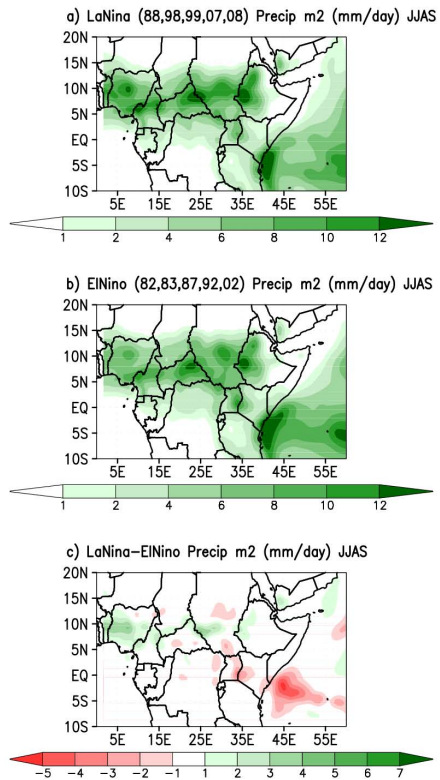 a) LaNina (88,98,99,07,08) Precip m2 (mm/day) JJAS
20N
15N
10N
5N
EQ
5S
10S
5E 15E 25E 35E 45E 55E
1 2 4 6 8 10 12
b) ElNino (82,83,87,92,02) Precip m2 (mm/day) JJAS
20N
15N
10N
5N
EQ
5S
10S
5E 15E 25E 35E 45E 55E
1 2 4 6 8 10 12
c) LaNina−ElNino Precip m2 (mm/day) JJAS
20N
15N
10N
5N
EQ
5S
10S
5E 15E 25E 35E 45E 55E
−5 −4 −3 −2 −1 1 2 3 4 5 6 7